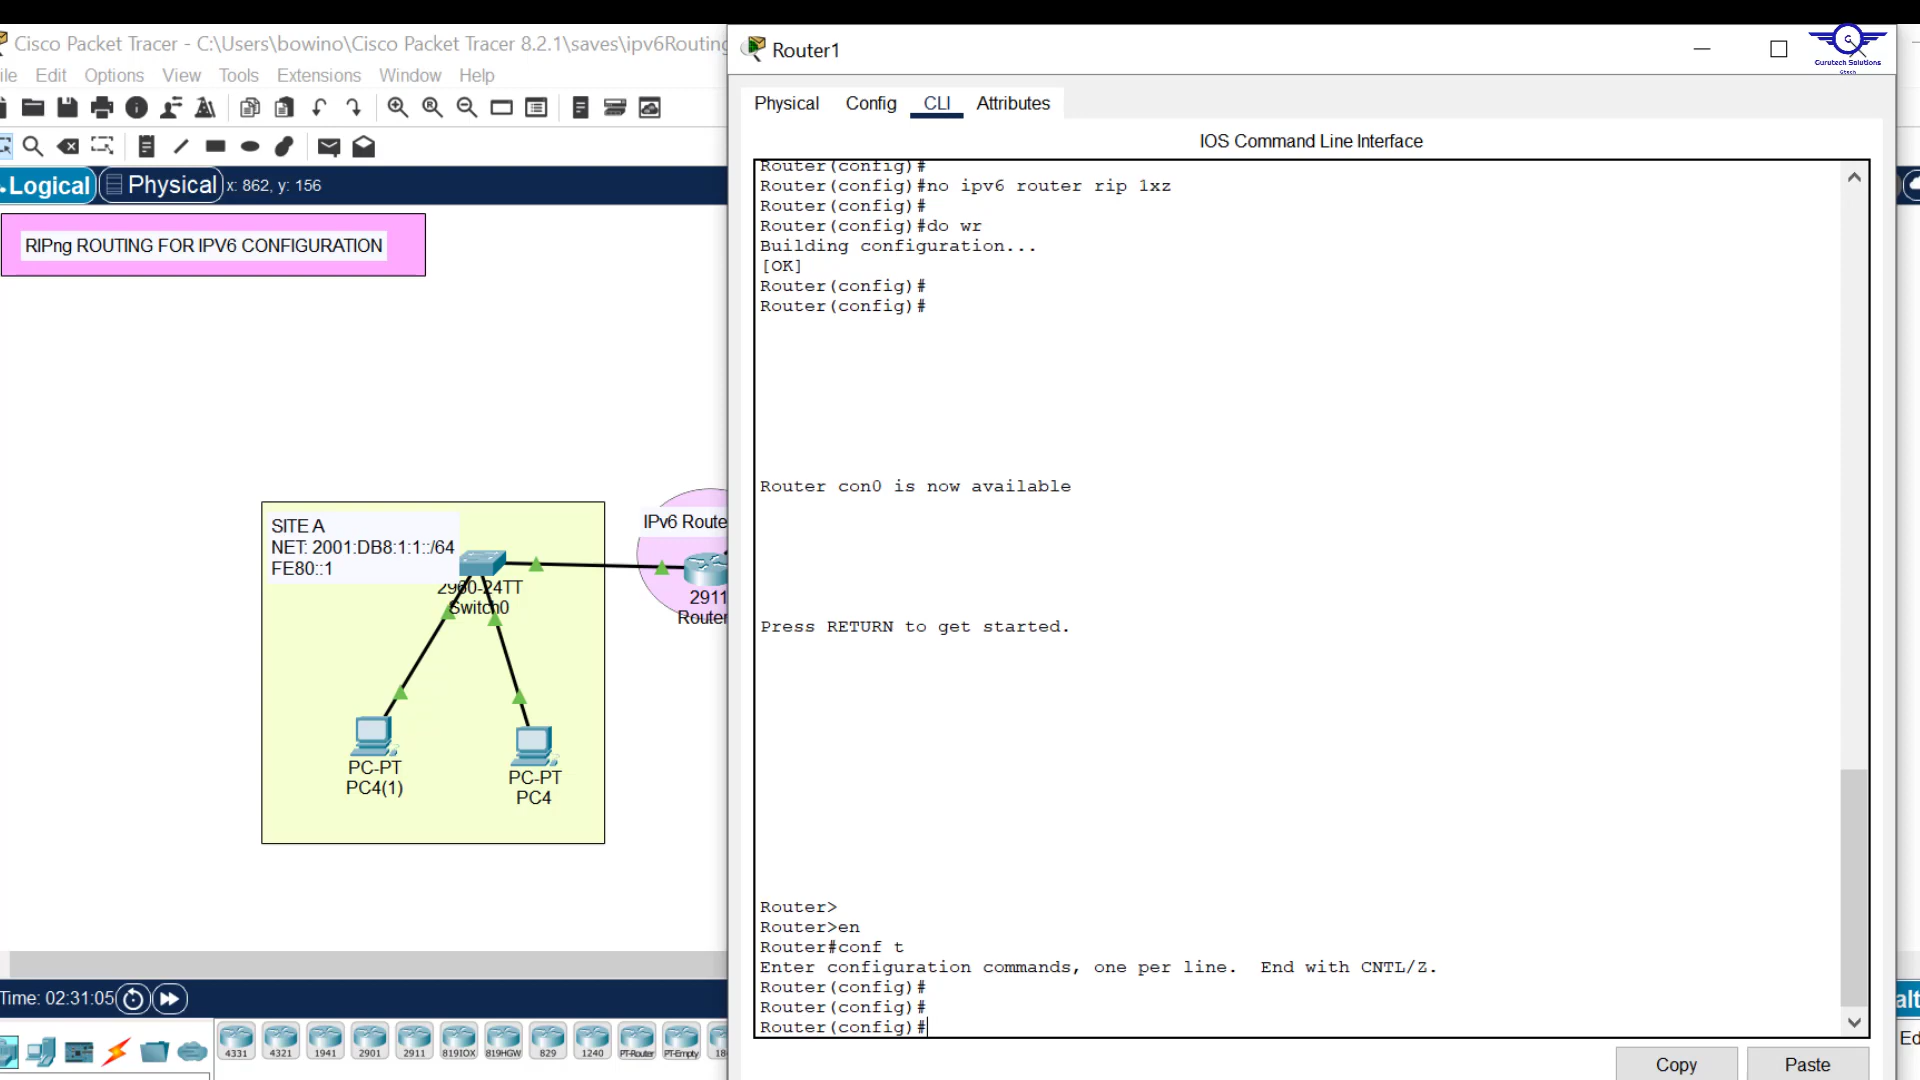 Cisco Packet Tracer - C:\Users\bowino\Cisco Packet Tracer 8.2.1\saves\ipv6Routing
ile Edit Options View Tools Extensions Window Help
Logical Physical x: 862, y: 156
RIPng ROUTING FOR IPV6 CONFIGURATION
SITE A
NET: 2001:DB8:1:1::/64
FE80::1
2960-24TT
Switch0
IPv6 Route
2911
Router
PC-PT
PC4(1)
PC-PT
PC4
Time: 02:31:05
4331 4321 1941 2901 2911 819IOX 819HGW 829 1240 PT-Router PT-Empty 18
Router1
Gurutech Solutions
Gtech
Physical Config CLI Attributes
IOS Command Line Interface
Router(config)#
Router(config)#no ipv6 router rip 1xz
Router(config)#
Router(config)#do wr
Building configuration...
[OK]
Router(config)#
Router(config)#
Router con0 is now available
Press RETURN to get started.
Router>
Router>en
Router#conf t
Enter configuration commands, one per line.  End with CNTL/Z.
Router(config)#
Router(config)#
Router(config)#
Copy Paste
alt
Ed